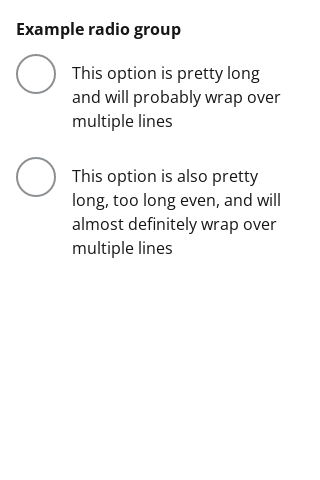 Example radio group
This option is pretty long
and will probably wrap over
multiple lines
This option is also pretty
long, too long even, and will
almost definitely wrap over
multiple lines